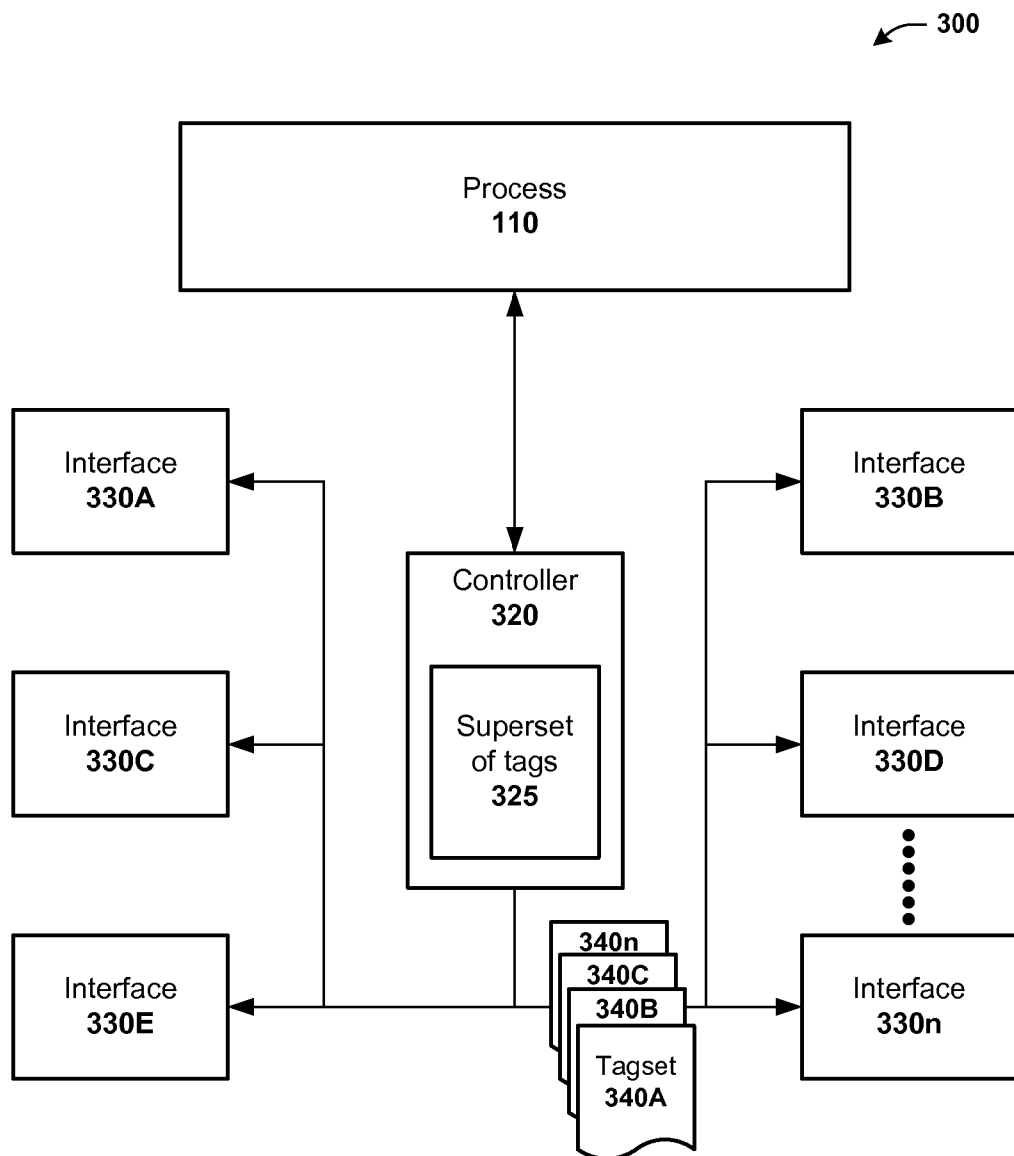 300
Process
110
Interface
330A
Interface
330B
Controller
320
Superset
of tags
325
Interface
330C
Interface
330D
340n
340C
340B
Tagset
340A
Interface
330E
Interface
330n